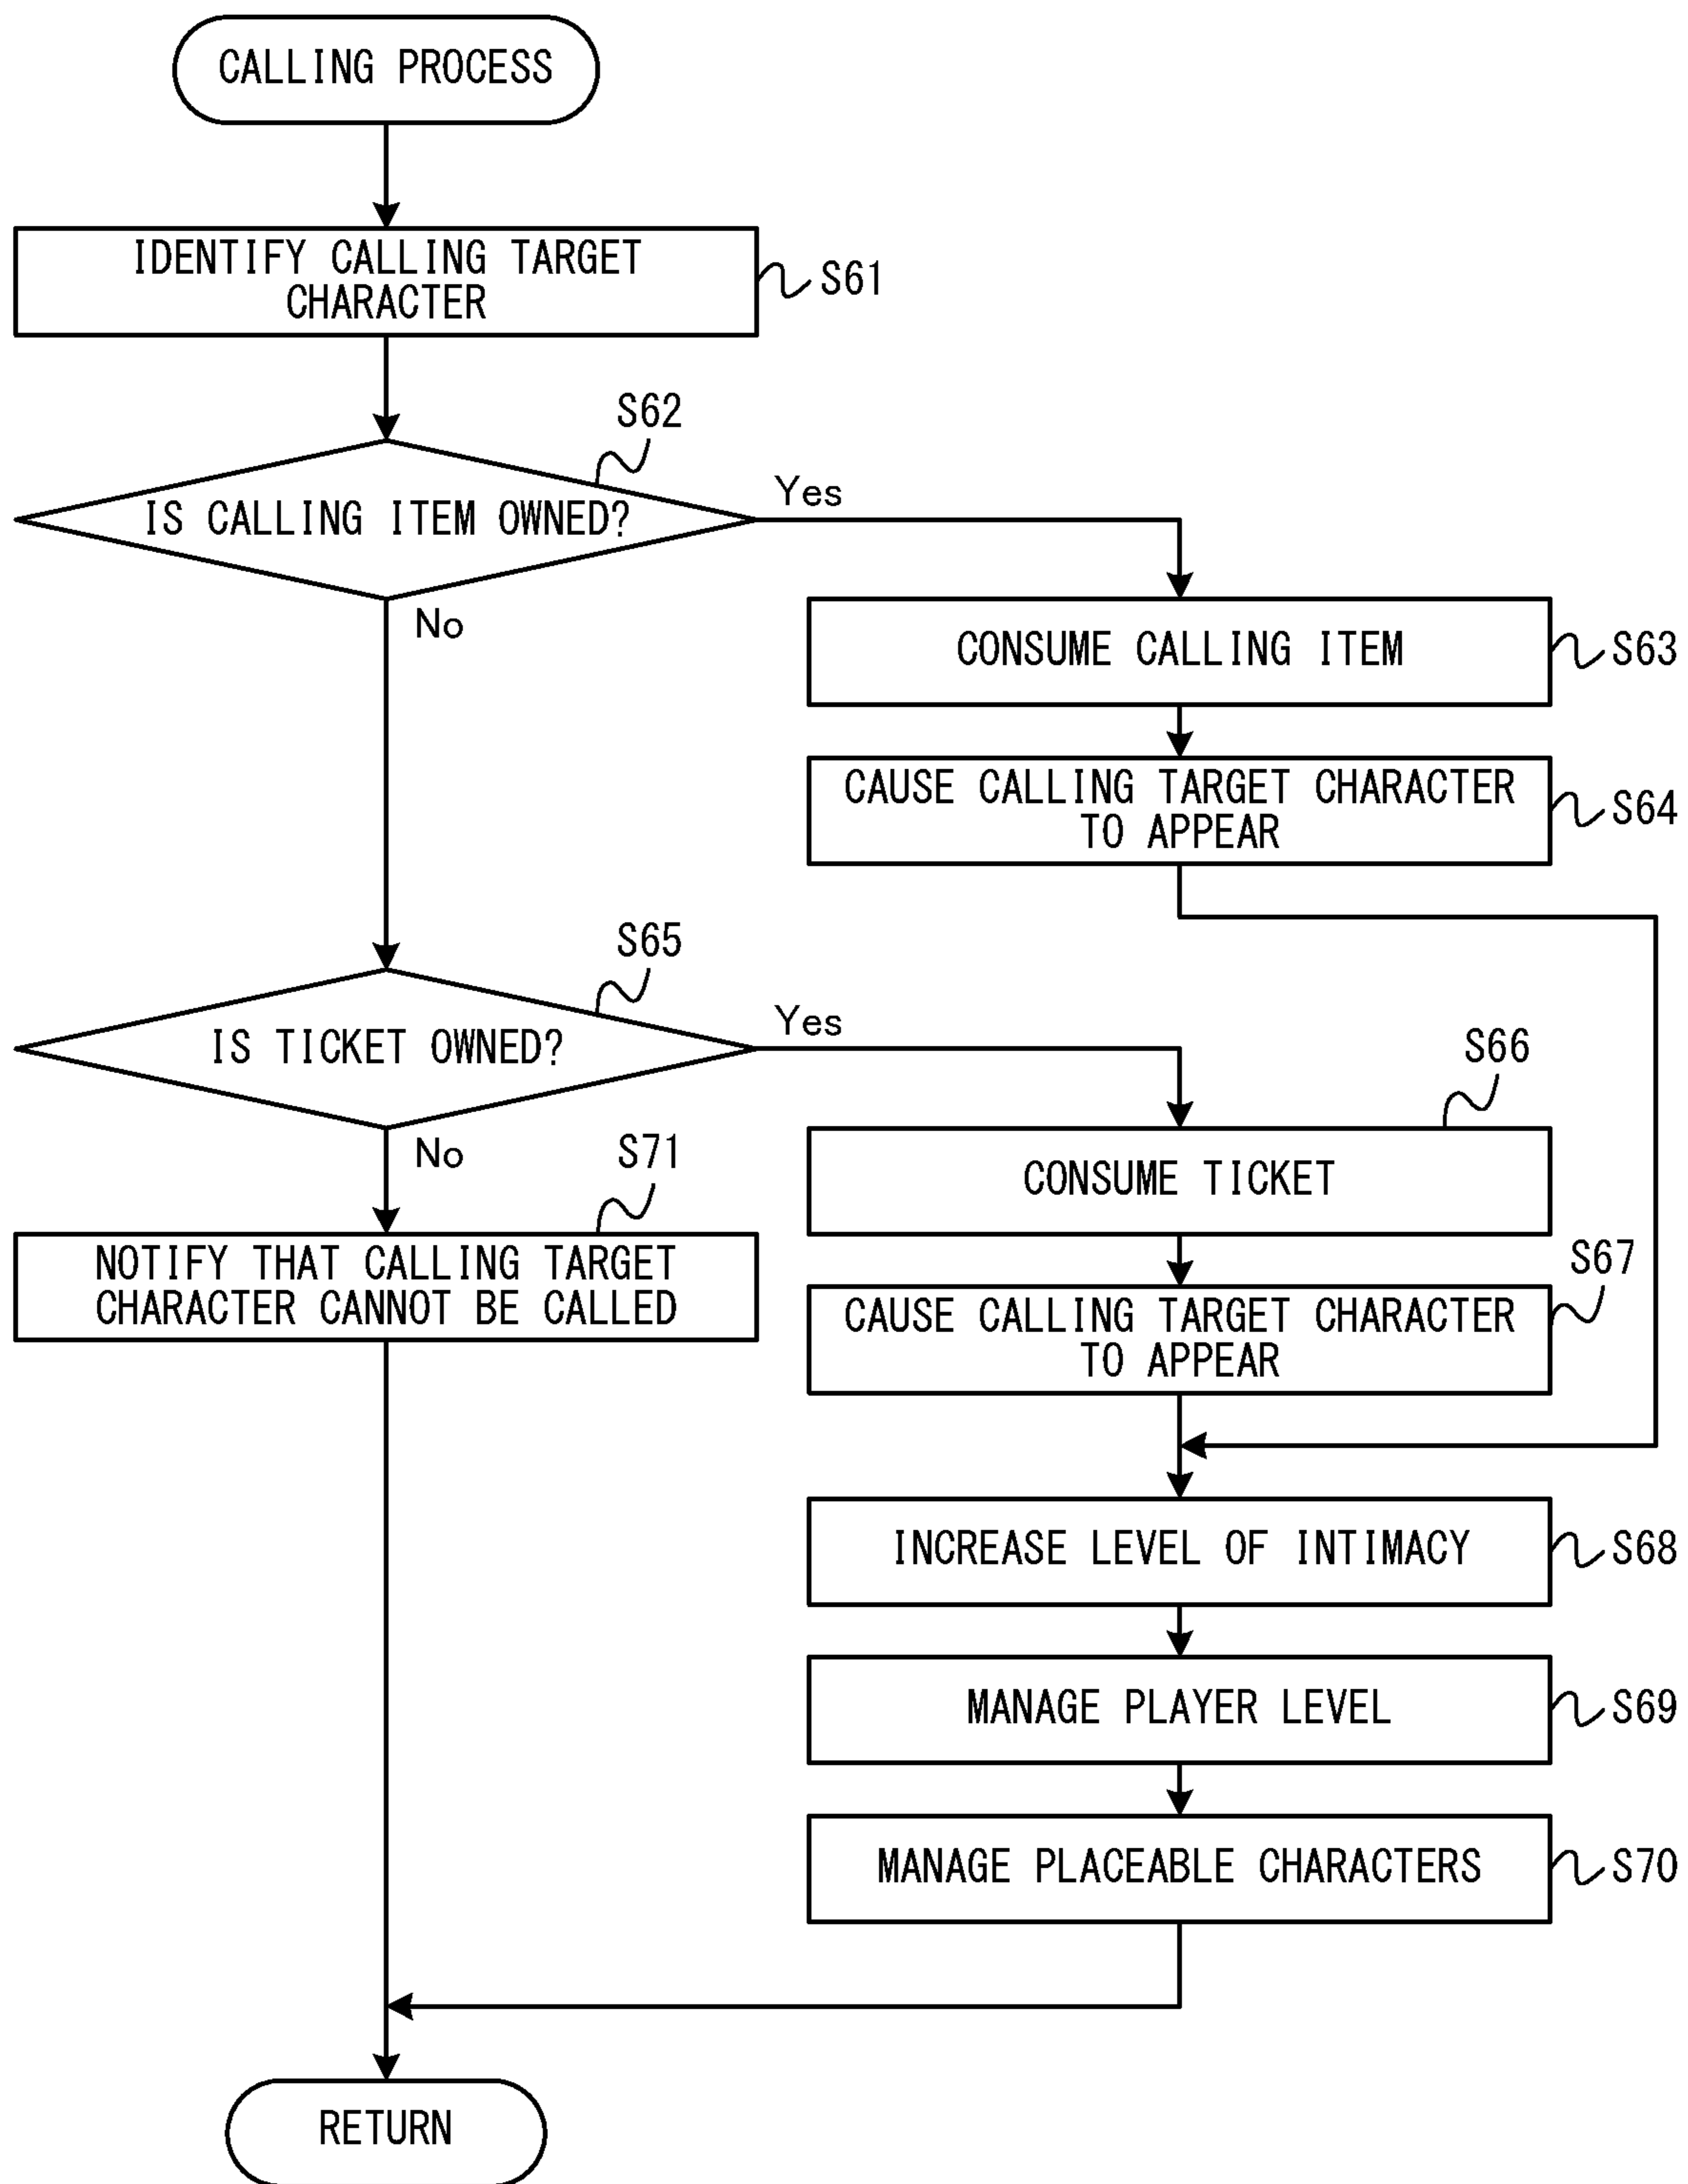 CALLING PROCESS
IDENTIFY CALLING TARGET
CHARACTER
S61
S62
IS CALLING ITEM OWNED?
Yes
No
CONSUME CALLING ITEM
S63
CAUSE CALLING TARGET CHARACTER
TO APPEAR
S64
S65
IS TICKET OWNED?
Yes
No
S66
CONSUME TICKET
S71
NOTIFY THAT CALLING TARGET
CHARACTER CANNOT BE CALLED
S67
CAUSE CALLING TARGET CHARACTER
TO APPEAR
INCREASE LEVEL OF INTIMACY
S68
MANAGE PLAYER LEVEL
S69
MANAGE PLACEABLE CHARACTERS
S70
RETURN